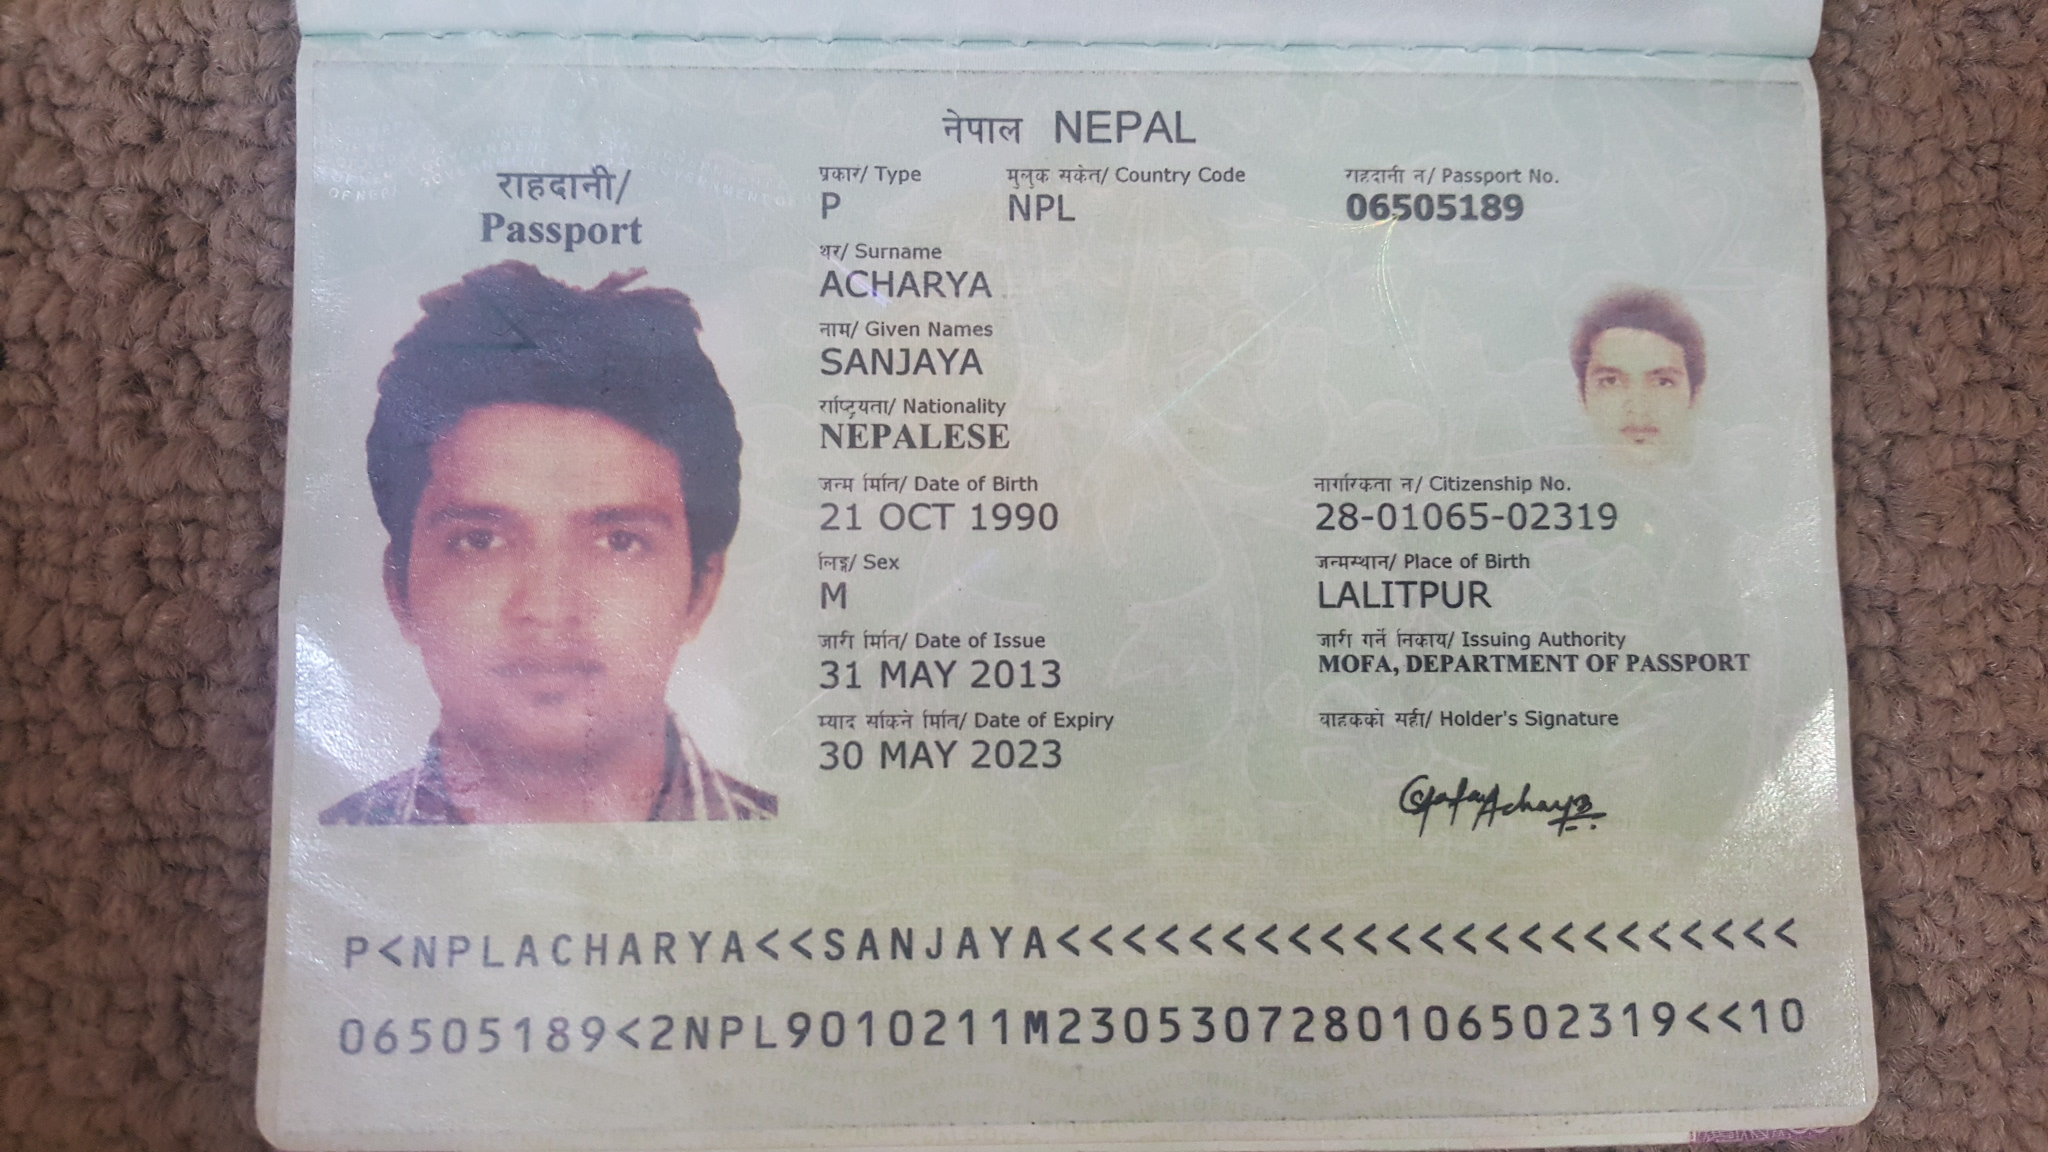 नेपाल NEPAL
राहदानी/
Passport
प्रकार/ Type
P
मुलुक संकेत/ Country Code
NPL
राहदानी नं/ Passport No.
06505189
थर/ Surname
ACHARYA
नाम/ Given Names
SANJAYA
राष्ट्रियता/ Nationality
NEPALESE
जन्म मिति/ Date of Birth
21 OCT 1990
नागरिकता नं/ Citizenship No.
28-01065-02319
लिङ्ग/ Sex
M
जन्मस्थान/ Place of Birth
LALITPUR
जारी मिति/ Date of Issue
31 MAY 2013
जारी गर्ने निकाय/ Issuing Authority
MOFA, DEPARTMENT OF PASSPORT
म्याद सकिने मिति/ Date of Expiry
30 MAY 2023
वाहकको सही/ Holder's Signature
P<NPLACHARYA<<SANJAYA<<<<<<<<<<<<<<<<<<<<<<<
06505189<2NPL9010211M2305307280106502319<<10